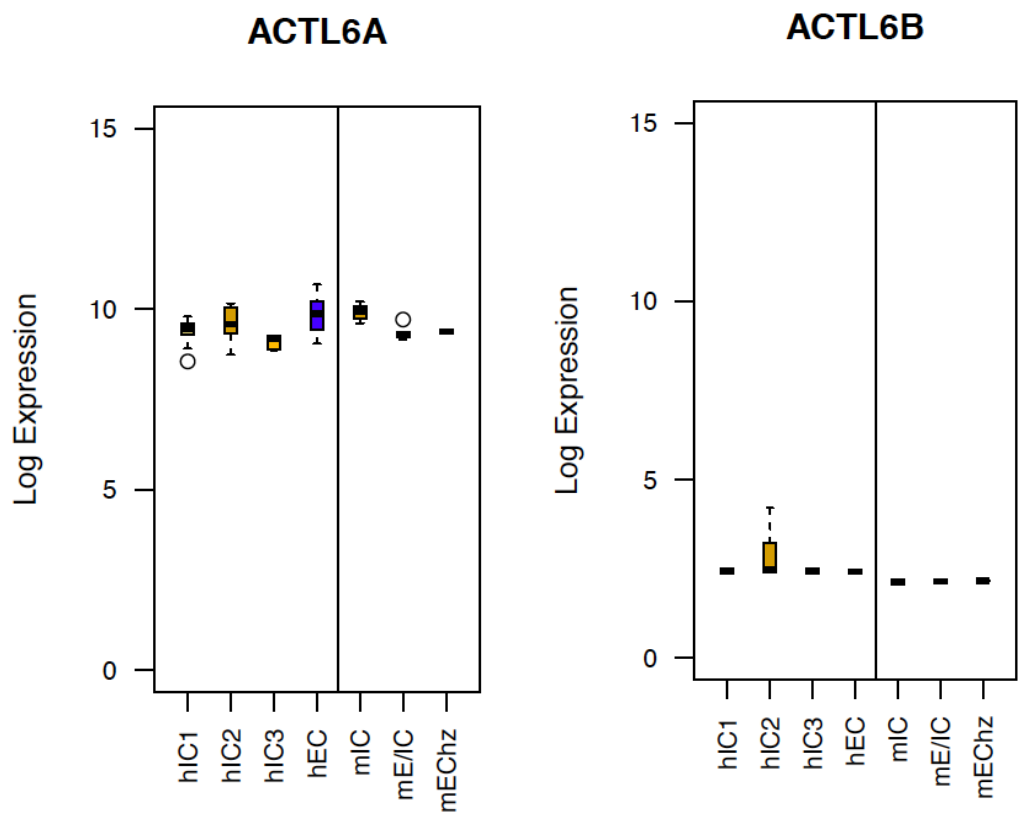 ACTL6A
Log Expression
15
10
5
0
hIC1
hIC2
hIC3
hEC
mIC
mE/IC
mEChz
ACTL6B
Log Expression
15
10
5
0
hIC1
hIC2
hIC3
hEC
mIC
mE/IC
mEChz